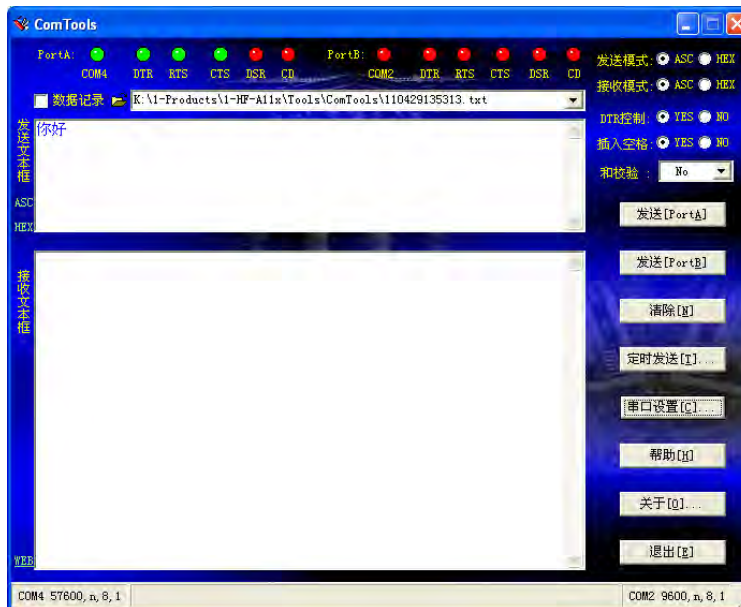 ComTools
PortA: PortB:
COM4 DTR RTS CTS DSR CD COM2 DTR RTS CTS DSR CD
发送模式: ASC HEX
接收模式: ASC HEX
数据记录 K:\1-Products\1-HF-A11x\Tools\ComTools\110429135313.txt
DTR控制: YES NO
插入空格: YES NO
和校验 : No
发送文本框
你好
ASC
HEX
发送[PortA]
发送[PortB]
接收文本框
清除[N]
定时发送[T]...
串口设置[C]...
帮助[H]
关于[O]...
退出[E]
WEB
COM4 57600, n, 8, 1 COM2 9600, n, 8, 1